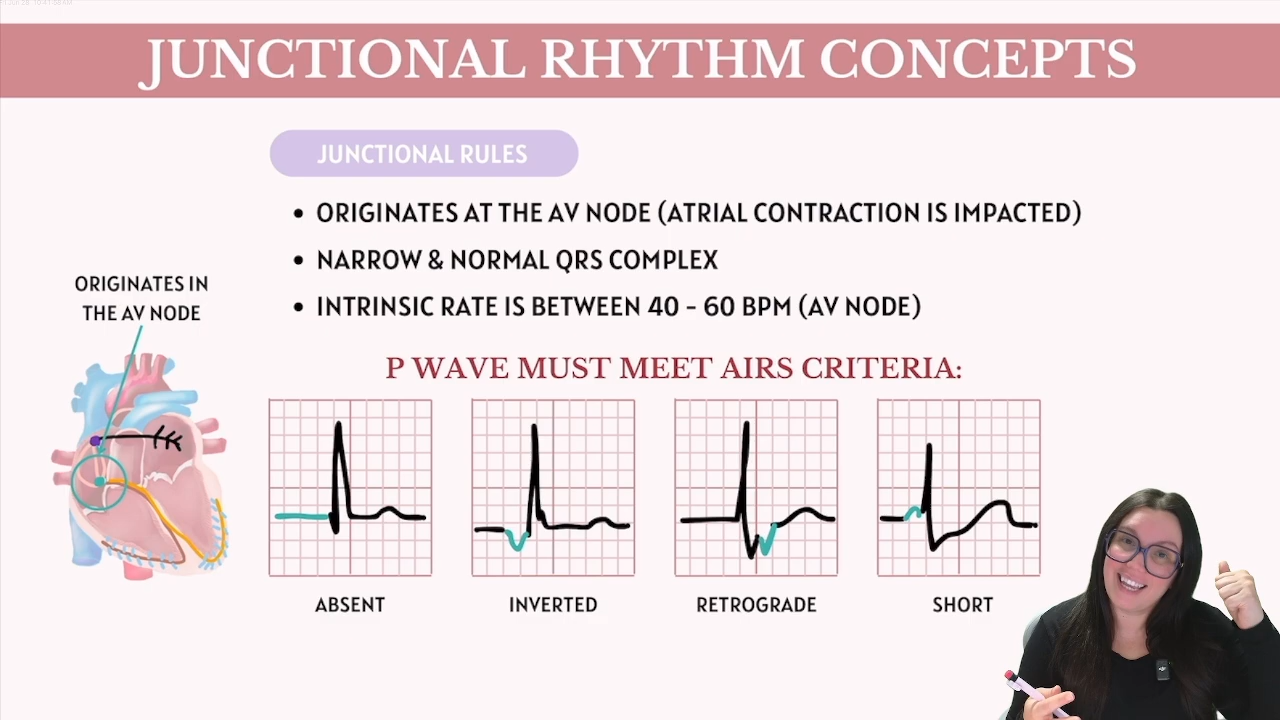 JUNCTIONAL RHYTHM CONCEPTS
JUNCTIONAL RULES
• ORIGINATES AT THE AV NODE (ATRIAL CONTRACTION IS IMPACTED)
• NARROW & NORMAL QRS COMPLEX
• INTRINSIC RATE IS BETWEEN 40 - 60 BPM (AV NODE)
ORIGINATES IN
THE AV NODE
P WAVE MUST MEET AIRS CRITERIA:
ABSENT
INVERTED
RETROGRADE
SHORT